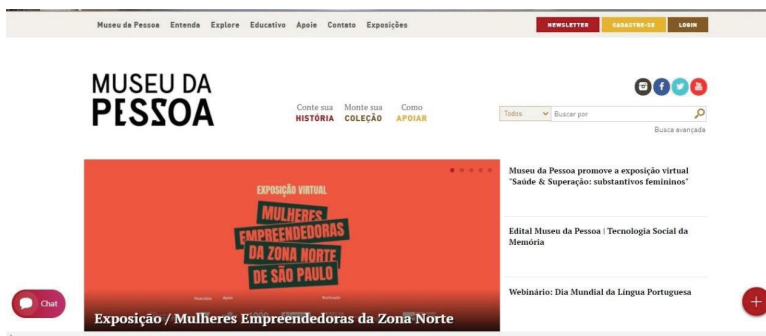 Museu da Pessoa Entenda Explore Educativo Apoie Contato Exposições
NEWSLETTER CADASTRE-SE LOGIN
MUSEU DA
PESSOA
Conte sua Monte sua Como
HISTÓRIA COLEÇÃO APOIAR
Todos Buscar por
Busca avançada
EXPOSIÇÃO VIRTUAL
MULHERES
EMPREENDEDORAS
DA ZONA NORTE
DE SÃO PAULO
Exposição / Mulheres Empreendedoras da Zona Norte
Museu da Pessoa promove a exposição virtual
"Saúde & Superação: substantivos femininos"
Edital Museu da Pessoa | Tecnologia Social da
Memória
Webinário: Dia Mundial da Língua Portuguesa
Chat